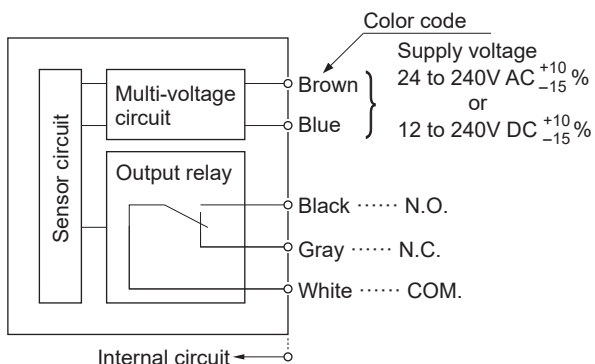 Color code
Supply voltage
24 to 240V AC +10 −15 %
or
12 to 240V DC +10 −15 %
Brown
Blue
Multi-voltage
circuit
Sensor circuit
Output relay
Black ······ N.O.
Gray ······ N.C.
White ······ COM.
Internal circuit